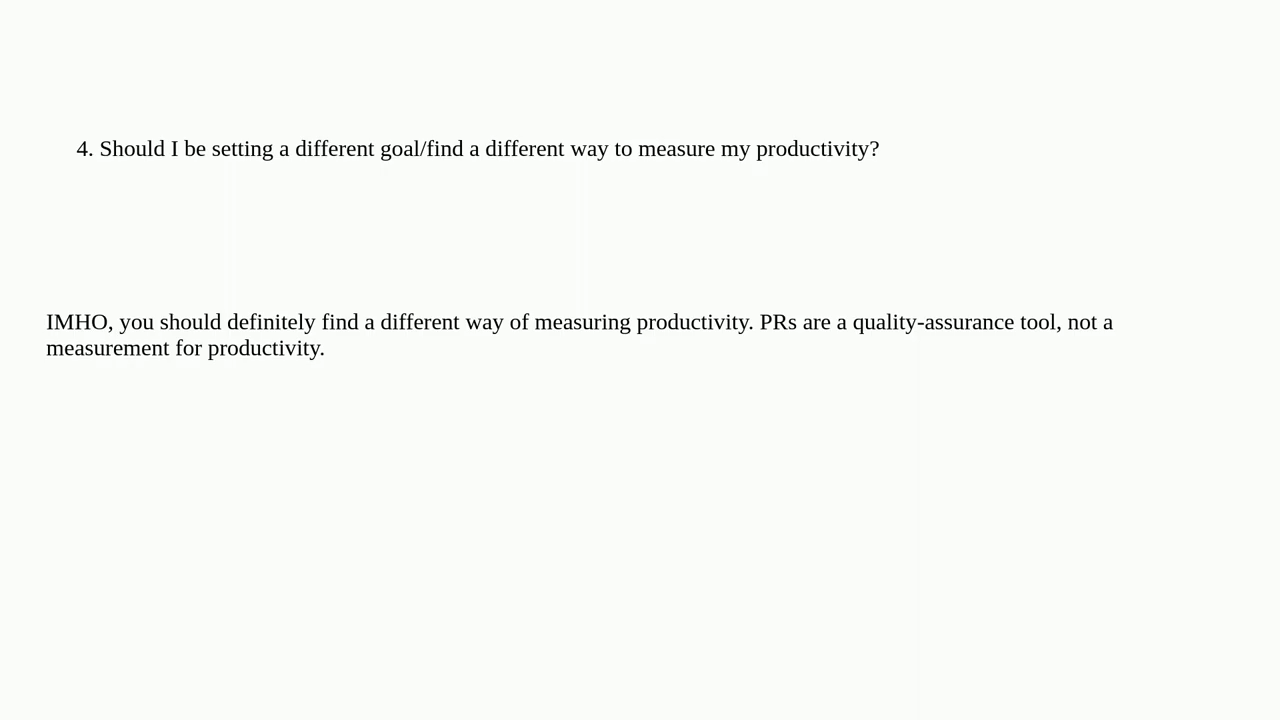 4. Should I be setting a different goal/find a different way to measure my productivity?
IMHO, you should definitely find a different way of measuring productivity. PRs are a quality-assurance tool, not a
measurement for productivity.